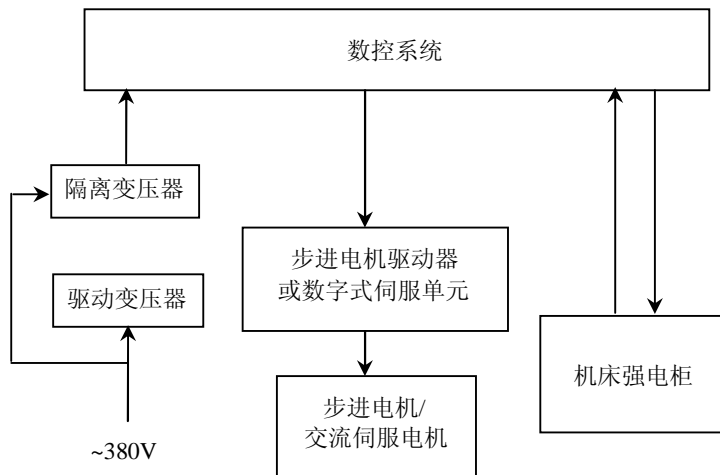 数控系统
隔离变压器
步进电机驱动器
或数字式伺服单元
驱动变压器
机床强电柜
步进电机/
交流伺服电机
~380V